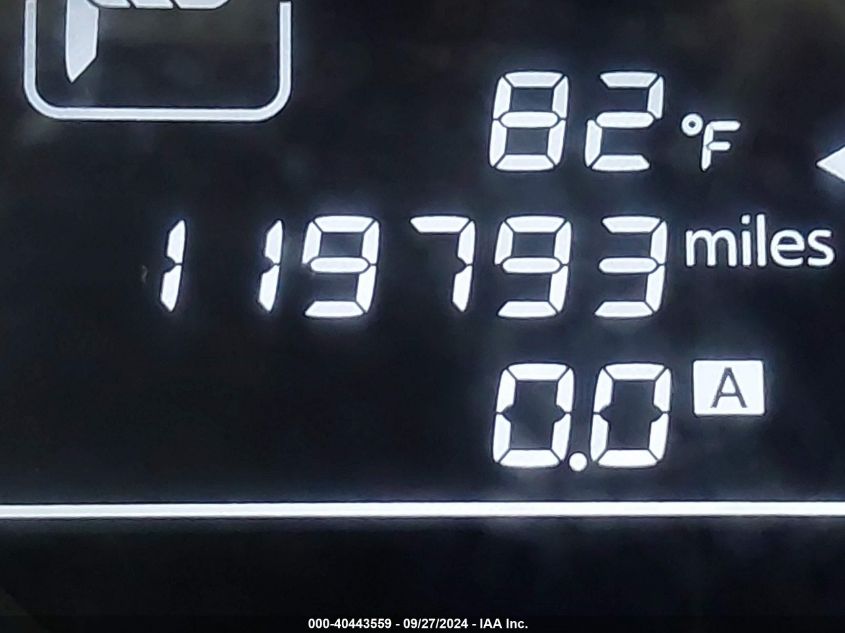 82 °F
119793 miles
0.0 A
000-40443559 - 09/27/2024 - IAA Inc.